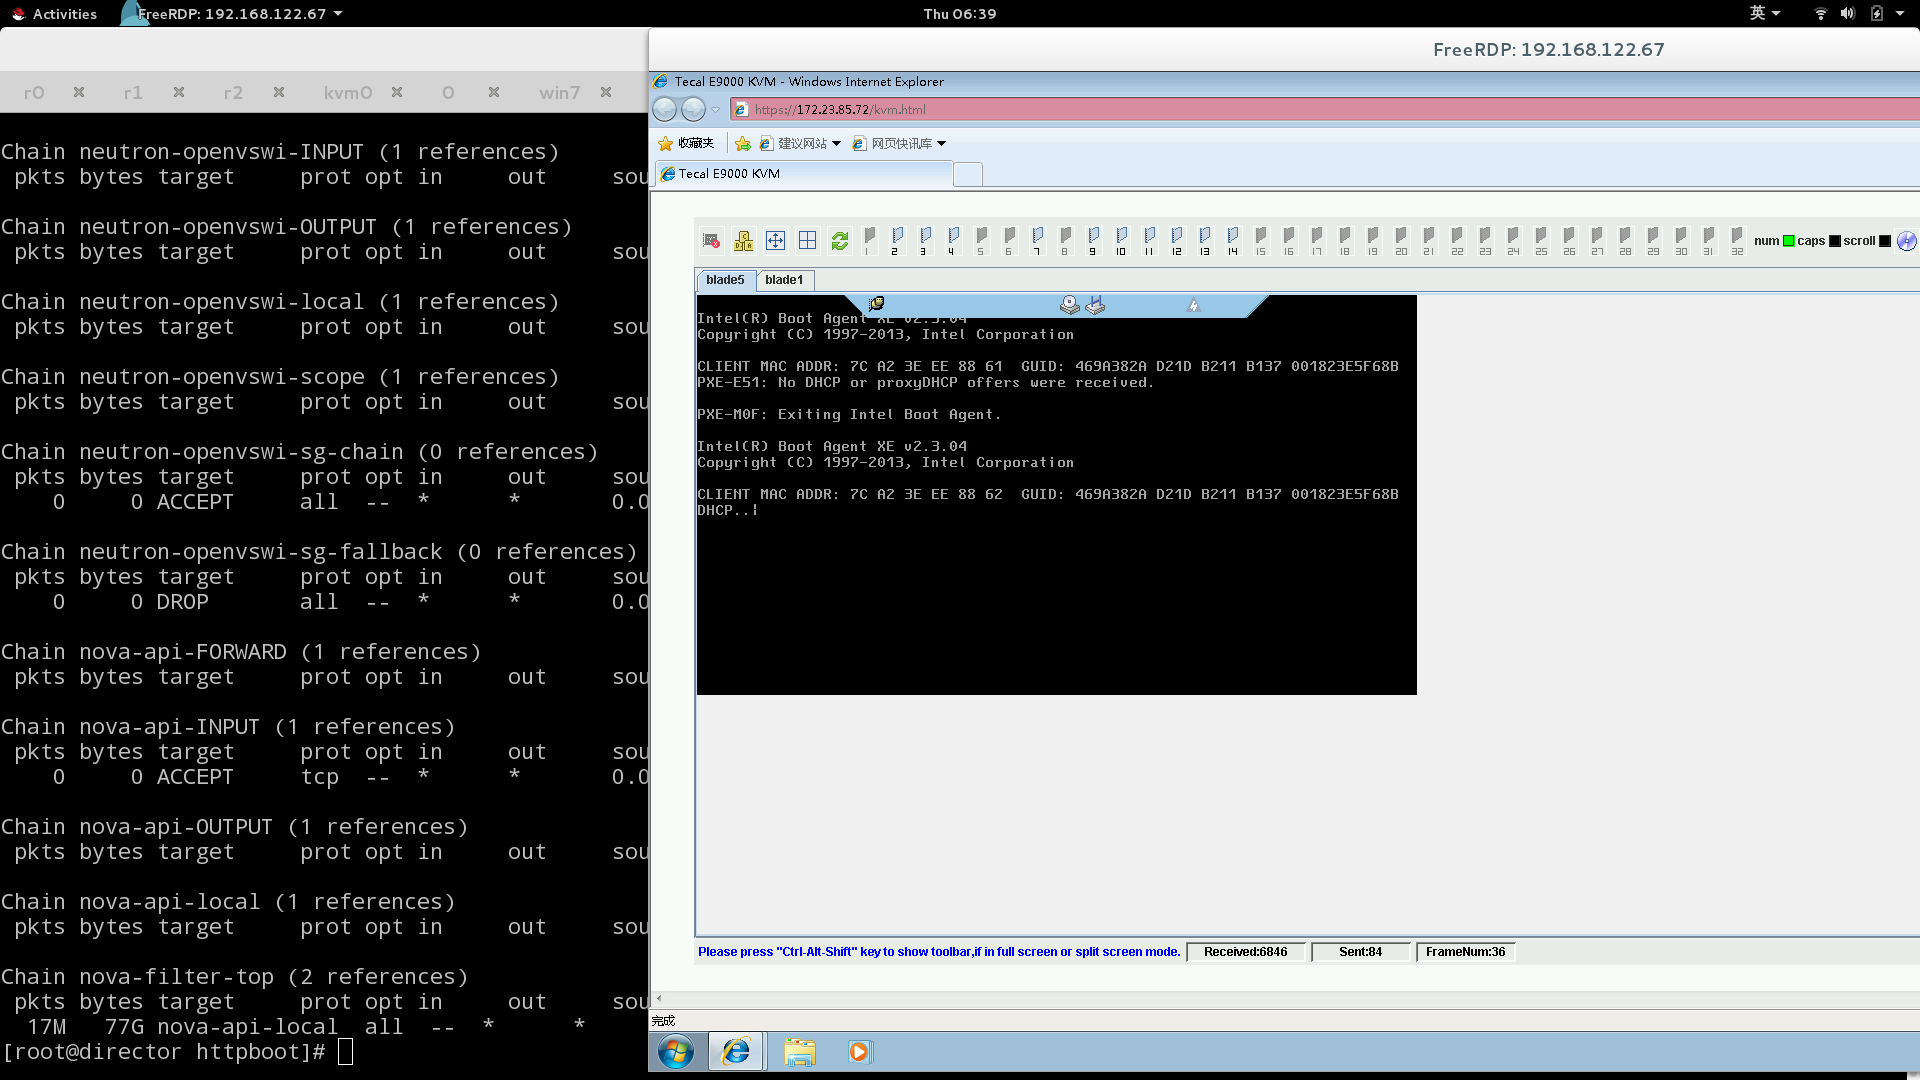 Activities
FreeRDP: 192.168.122.67
Thu 06:39
英
r0
r1
r2
kvm0
0
win7
Chain neutron-openvswi-INPUT (1 references)
pkts bytes target prot opt in out sou
Chain neutron-openvswi-OUTPUT (1 references)
pkts bytes target prot opt in out sou
Chain neutron-openvswi-local (1 references)
pkts bytes target prot opt in out sou
Chain neutron-openvswi-scope (1 references)
pkts bytes target prot opt in out sou
Chain neutron-openvswi-sg-chain (0 references)
pkts bytes target prot opt in out sou
0 0 ACCEPT all -- * * 0.0
Chain neutron-openvswi-sg-fallback (0 references)
pkts bytes target prot opt in out sou
0 0 DROP all -- * * 0.0
Chain nova-api-FORWARD (1 references)
pkts bytes target prot opt in out sou
Chain nova-api-INPUT (1 references)
pkts bytes target prot opt in out sou
0 0 ACCEPT tcp -- * * 0.0
Chain nova-api-OUTPUT (1 references)
pkts bytes target prot opt in out sou
Chain nova-api-local (1 references)
pkts bytes target prot opt in out sou
Chain nova-filter-top (2 references)
pkts bytes target prot opt in out sou
17M 77G nova-api-local all -- * *
[root@director httpboot]#
FreeRDP: 192.168.122.67
Tecal E9000 KVM - Windows Internet Explorer
https://172.23.85.72/kvm.html
收藏夹
建议网站
网页快讯库
Tecal E9000 KVM
1 2 3 4 5 6 7 8 9 10 11 12 13 14 15 16 17 18 19 20 21 22 23 24 25 26 27 28 29 30 31 32
num caps scroll
blade5
blade1
Intel(R) Boot Agent XE v2.3.04
Copyright (C) 1997-2013, Intel Corporation
CLIENT MAC ADDR: 7C A2 3E EE 88 61 GUID: 469A382A D21D B211 B137 001823E5F68B
PXE-E51: No DHCP or proxyDHCP offers were received.
PXE-M0F: Exiting Intel Boot Agent.
Intel(R) Boot Agent XE v2.3.04
Copyright (C) 1997-2013, Intel Corporation
CLIENT MAC ADDR: 7C A2 3E EE 88 62 GUID: 469A382A D21D B211 B137 001823E5F68B
DHCP..¦
Please press "Ctrl-Alt-Shift" key to show toolbar,if in full screen or split screen mode.
Received:6846
Sent:84
FrameNum:36
完成